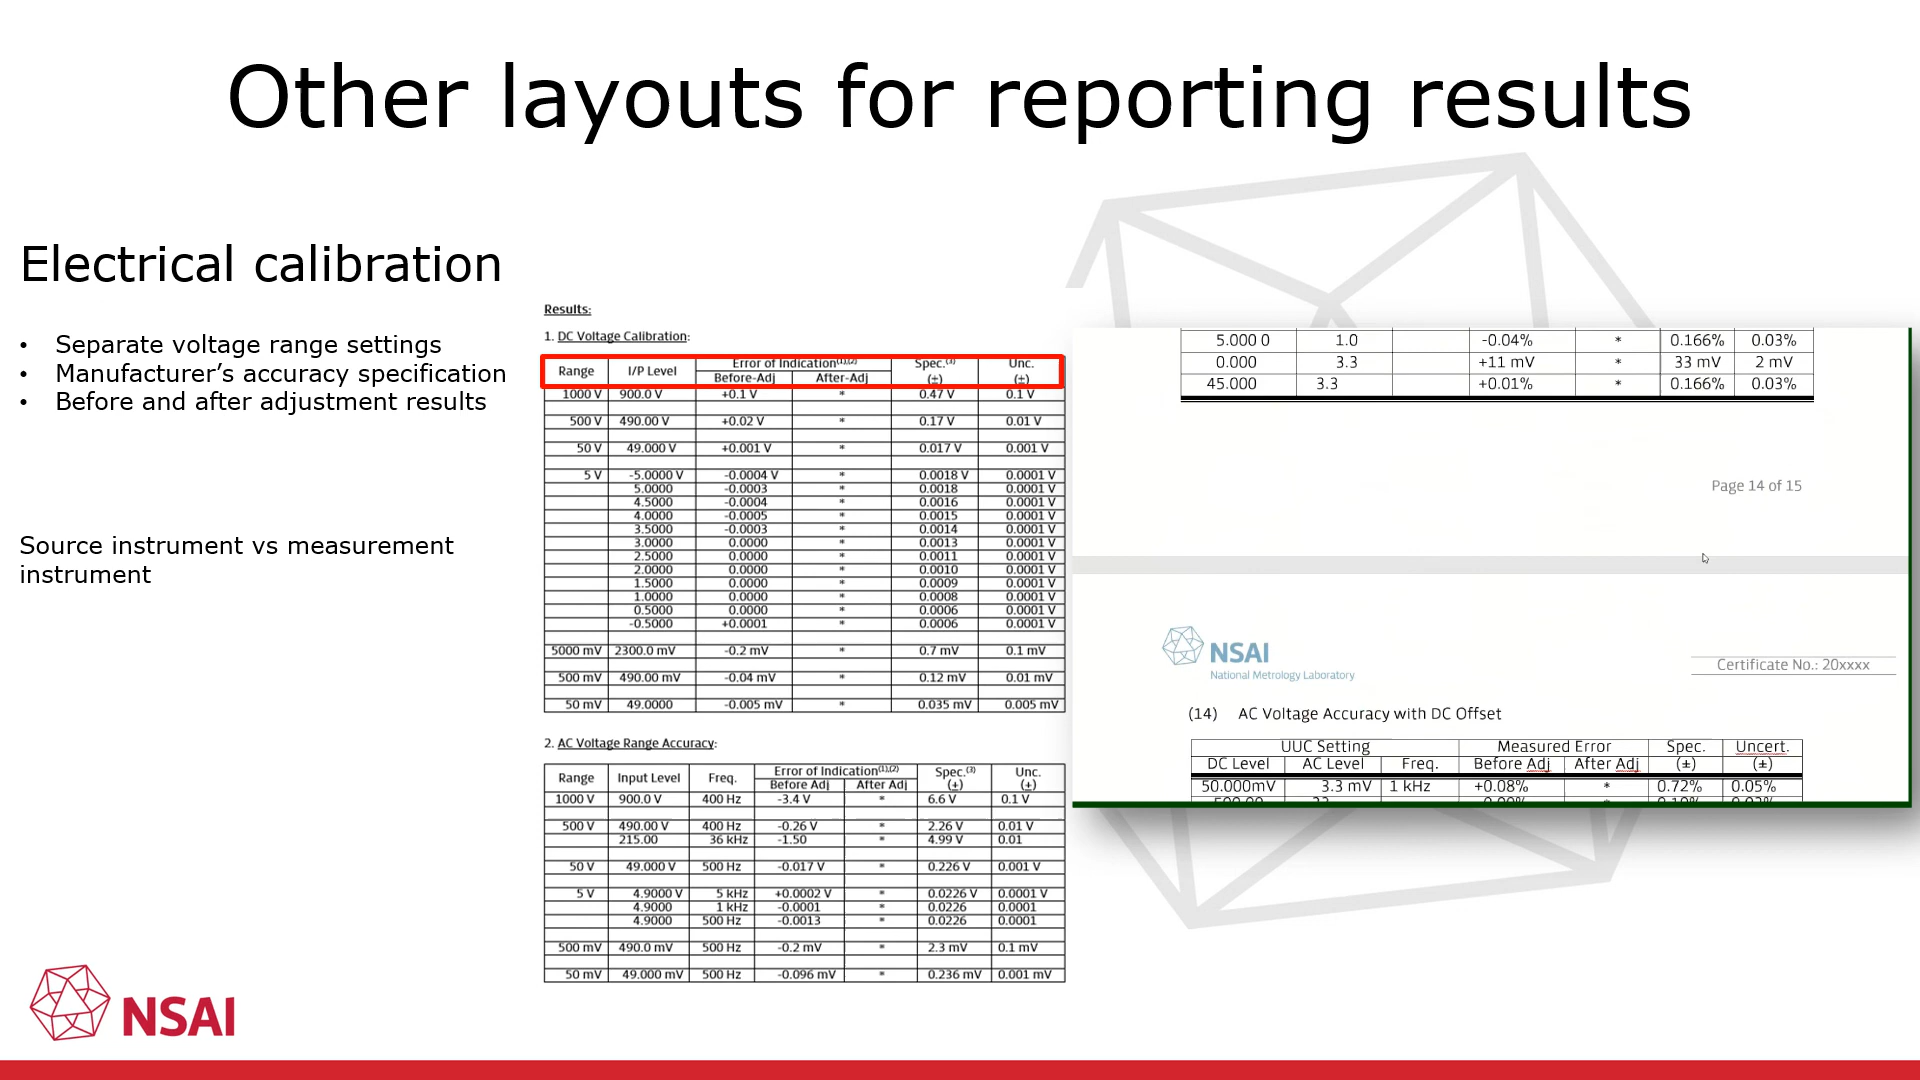 Other layouts for reporting results
Electrical calibration
• Separate voltage range settings
• Manufacturer’s accuracy specification
• Before and after adjustment results
Source instrument vs measurement
instrument
Results:
1. DC Voltage Calibration:
Range I/P Level Error of Indication(1),(2) Spec.(3) Unc.
Before-Adj After-Adj (±) (±)
1000 V 900.0 V +0.1 V * 0.47 V 0.1 V
500 V 490.00 V +0.02 V * 0.17 V 0.01 V
50 V 49.000 V +0.001 V * 0.017 V 0.001 V
5 V -5.0000 V -0.0004 V * 0.0018 V 0.0001 V
5.0000 -0.0003 * 0.0018 0.0001 V
4.5000 -0.0004 * 0.0016 0.0001 V
4.0000 -0.0005 * 0.0015 0.0001 V
3.5000 -0.0003 * 0.0014 0.0001 V
3.0000 0.0000 * 0.0013 0.0001 V
2.5000 0.0000 * 0.0011 0.0001 V
2.0000 0.0000 * 0.0010 0.0001 V
1.5000 0.0000 * 0.0009 0.0001 V
1.0000 0.0000 * 0.0008 0.0001 V
0.5000 0.0000 * 0.0006 0.0001 V
-0.5000 +0.0001 * 0.0006 0.0001 V
5000 mV 2300.0 mV -0.2 mV * 0.7 mV 0.1 mV
500 mV 490.00 mV -0.04 mV * 0.12 mV 0.01 mV
50 mV 49.0000 -0.005 mV * 0.035 mV 0.005 mV
2. AC Voltage Range Accuracy:
Range Input Level Freq. Error of Indication(1),(2) Spec.(3) Unc.
Before Adj After Adj (±) (±)
1000 V 900.0 V 400 Hz -3.4 V * 6.6 V 0.1 V
500 V 490.00 V 400 Hz -0.26 V * 2.26 V 0.01 V
215.00 36 kHz -1.50 * 4.99 V 0.01
50 V 49.000 V 500 Hz -0.017 V * 0.226 V 0.001 V
5 V 4.9000 V 5 kHz +0.0002 V * 0.0226 V 0.0001 V
4.9000 1 kHz -0.0001 * 0.0226 0.0001
4.9000 500 Hz -0.0013 * 0.0226 0.0001
500 mV 490.0 mV 500 Hz -0.2 mV * 2.3 mV 0.1 mV
50 mV 49.000 mV 500 Hz -0.096 mV * 0.236 mV 0.001 mV
5.000 0 1.0 -0.04% * 0.166% 0.03%
0.000 3.3 +11 mV * 33 mV 2 mV
45.000 3.3 +0.01% * 0.166% 0.03%
Page 14 of 15
NSAI
National Metrology Laboratory
Certificate No.: 20xxxx
(14) AC Voltage Accuracy with DC Offset
UUC Setting Measured Error Spec. Uncert.
DC Level AC Level Freq. Before Adj After Adj (±) (±)
50.000mV 3.3 mV 1 kHz +0.08% * 0.72% 0.05%
NSAI